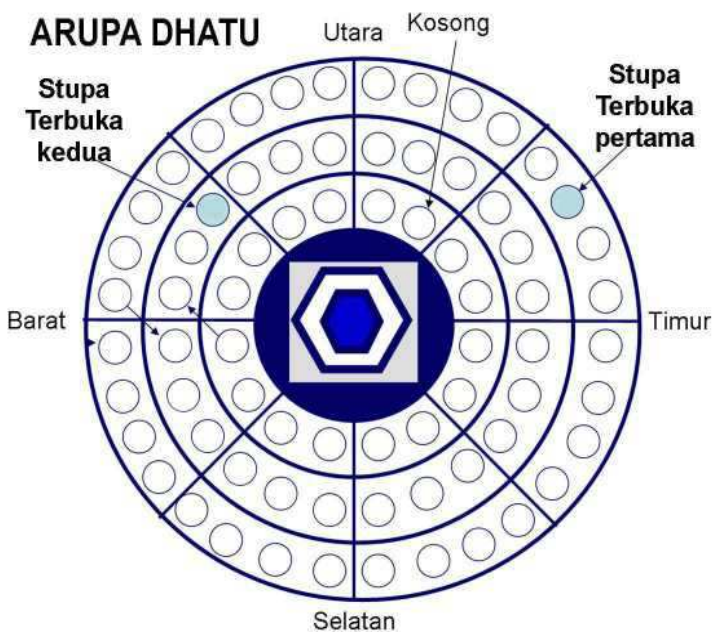 ARUPA DHATU
Utara
Kosong
Stupa
Terbuka
kedua
Stupa
Terbuka
pertama
Barat
Timur
Selatan